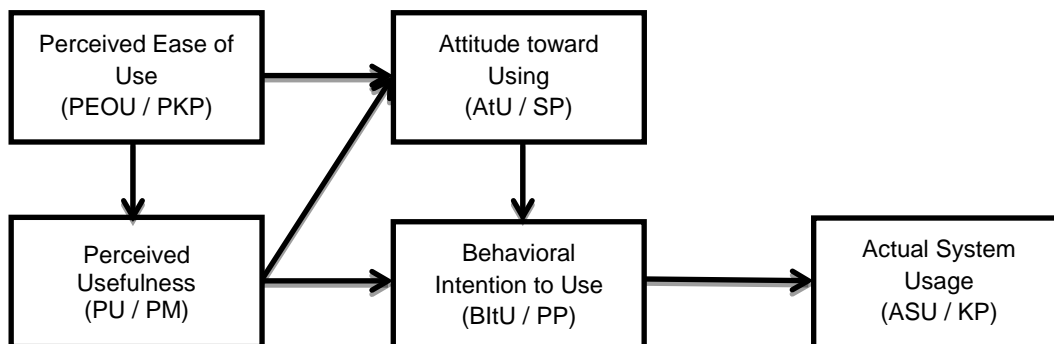 Perceived Ease of
Use
(PEOU / PKP)
Attitude toward
Using
(AtU / SP)
Perceived
Usefulness
(PU / PM)
Behavioral
Intention to Use
(BItU / PP)
Actual System
Usage
(ASU / KP)